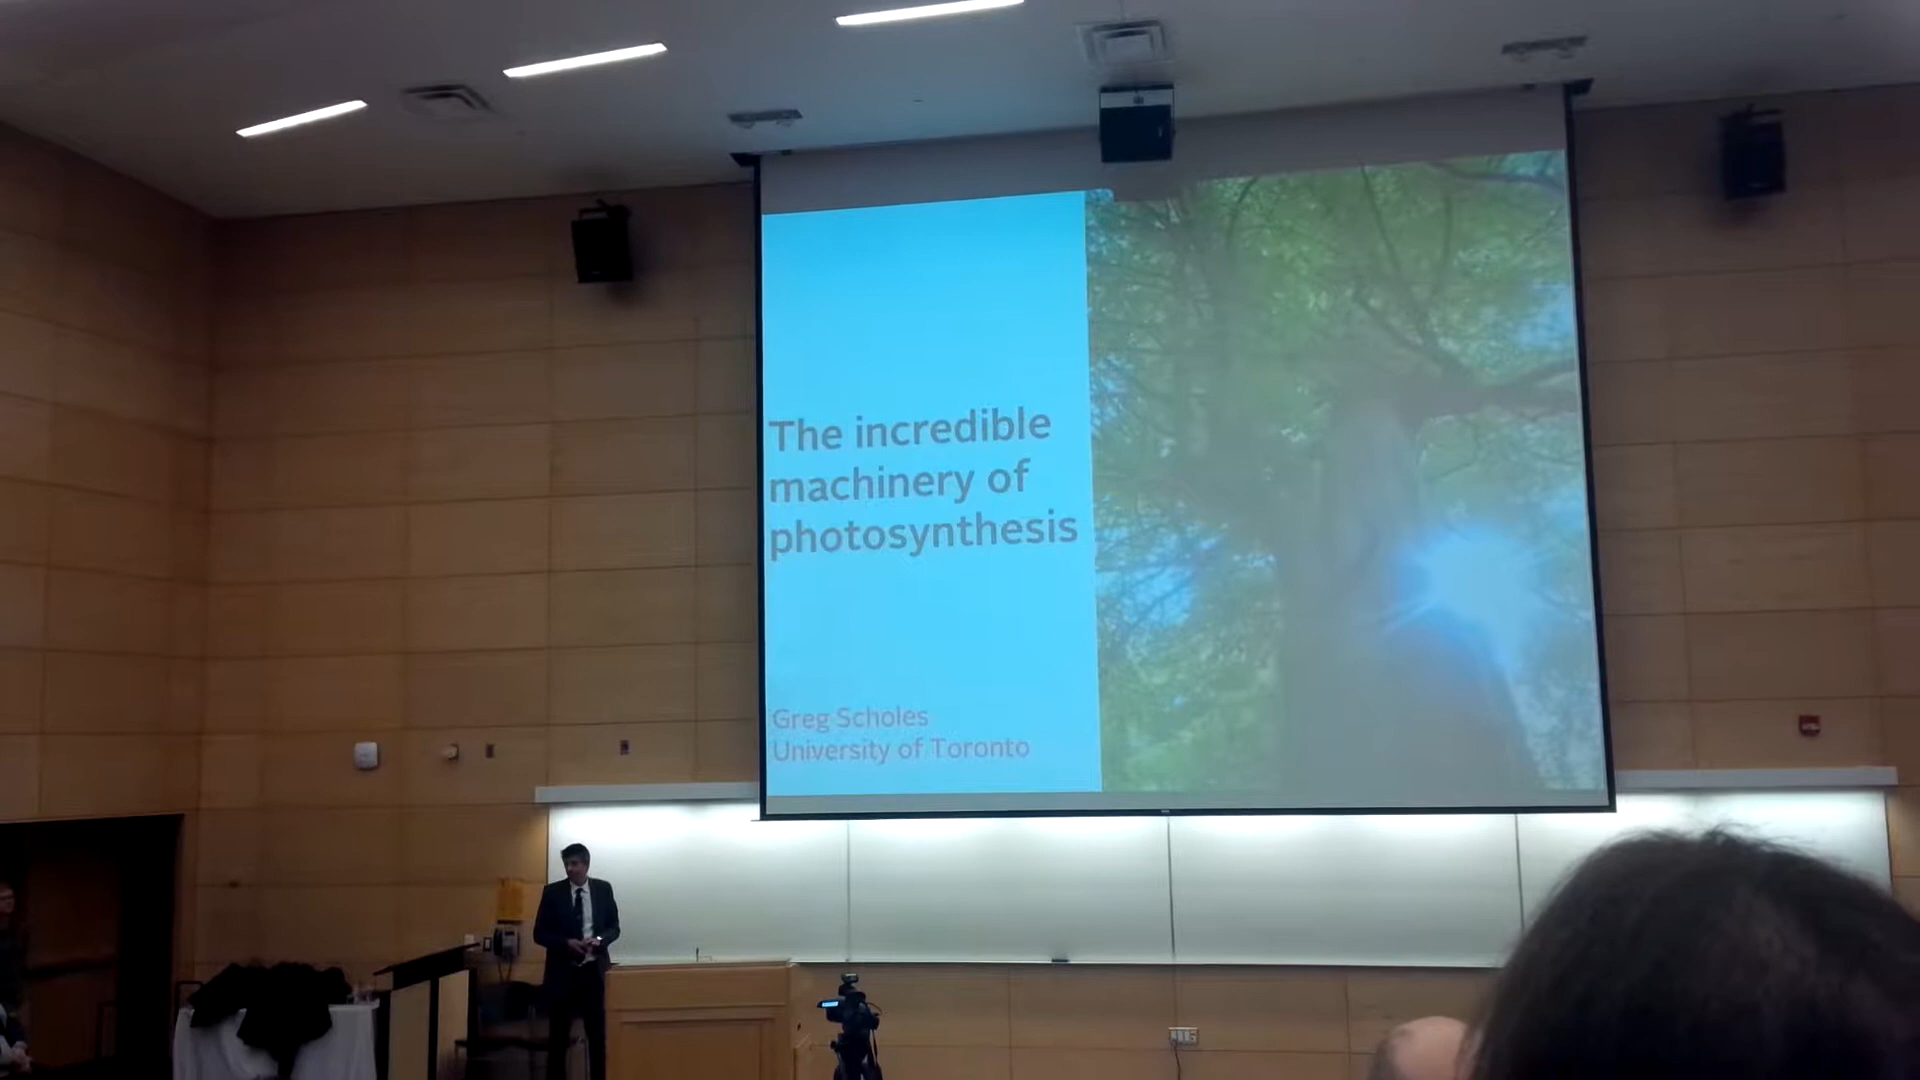 The incredible
machinery of
photosynthesis
Greg Scholes
University of Toronto